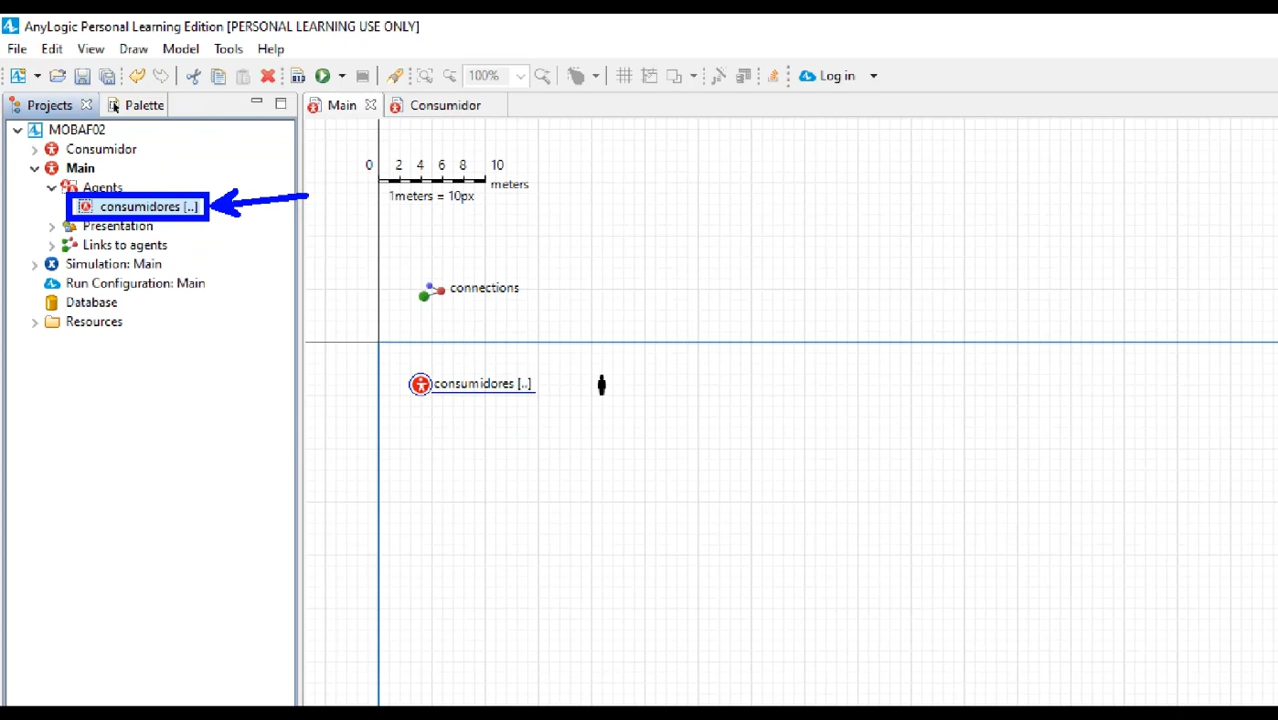 AnyLogic Personal Learning Edition [PERSONAL LEARNING USE ONLY]
File Edit View Draw Model Tools Help
100% Log in
Projects Palette Main Consumidor
MOBAF02
Consumidor
Main
Agents
consumidores [..]
Presentation
Links to agents
Simulation: Main
Run Configuration: Main
Database
Resources
0 2 4 6 8 10
meters
1meters = 10px
connections
consumidores [..]